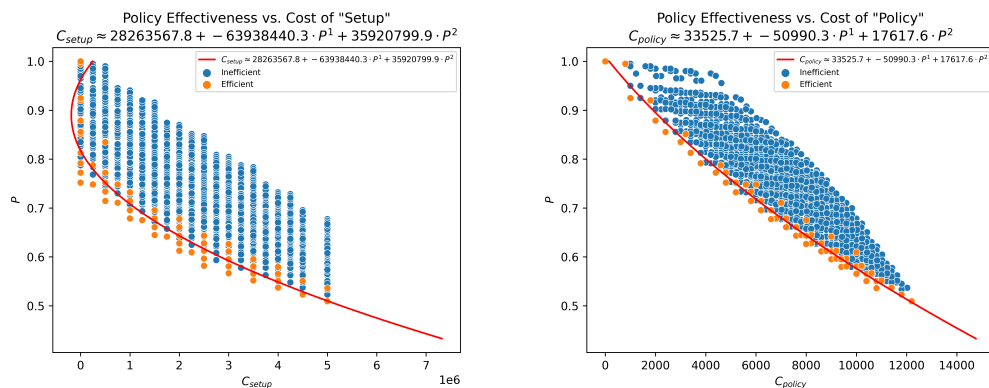 Policy Effectiveness vs. Cost of "Setup"
C_setup ≈ 28263567.8 + −63938440.3 · P^1 + 35920799.9 · P^2
C_setup ≈ 28263567.8 + −63938440.3 · P^1 + 35920799.9 · P^2
Inefficient
Efficient
1.0
0.9
0.8
0.7
0.6
0.5
P
0 1 2 3 4 5 6 7
1e6
C_setup
Policy Effectiveness vs. Cost of "Policy"
C_policy ≈ 33525.7 + −50990.3 · P^1 + 17617.6 · P^2
C_policy ≈ 33525.7 + −50990.3 · P^1 + 17617.6 · P^2
Inefficient
Efficient
1.0
0.9
0.8
0.7
0.6
0.5
P
0 2000 4000 6000 8000 10000 12000 14000
C_policy